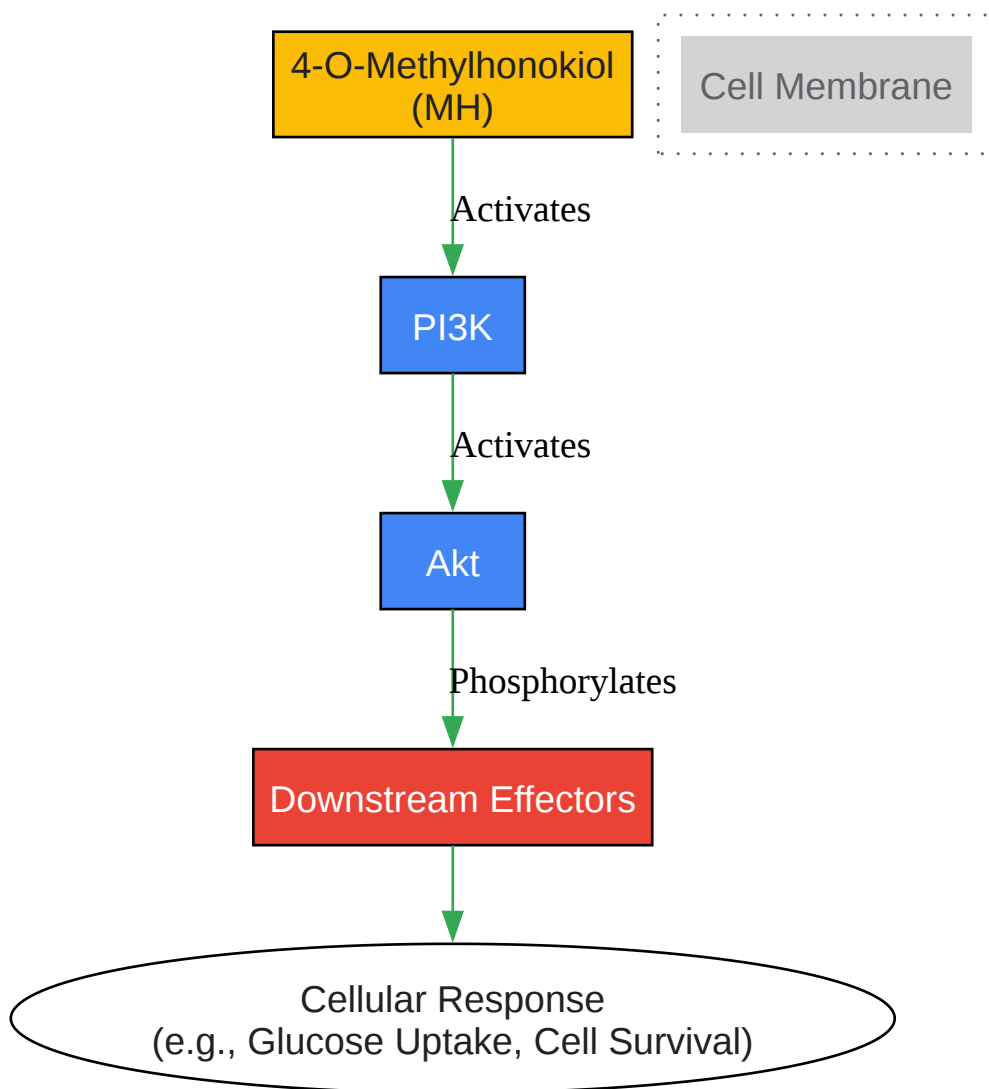 4-O-Methylhonokiol
(MH)
Cell Membrane
Activates
PI3K
Activates
Akt
Phosphorylates
Downstream Effectors
Cellular Response
(e.g., Glucose Uptake, Cell Survival)